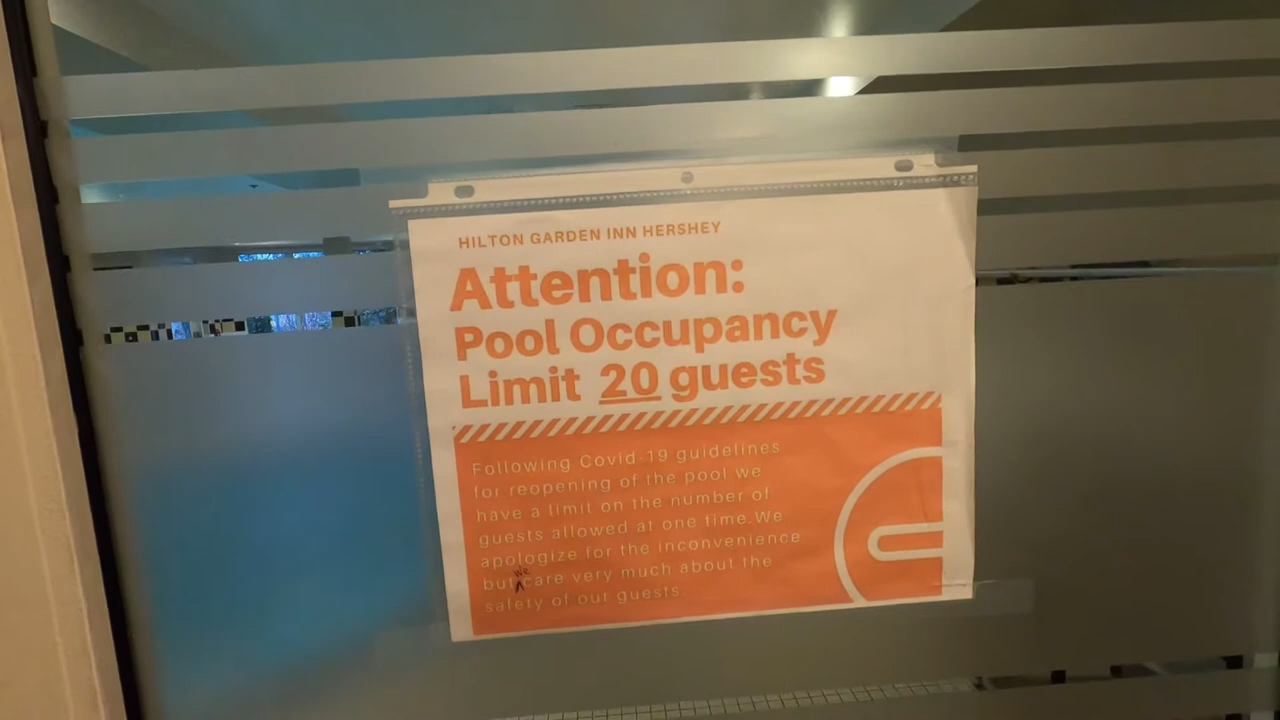 HILTON GARDEN INN HERSHEY
Attention:
Pool Occupancy
Limit 20 guests
Following Covid-19 guidelines
for reopening of the pool we
have a limit on the number of
guests allowed at one time. We
apologize for the inconvenience
but we care very much about the
safety of our guests.